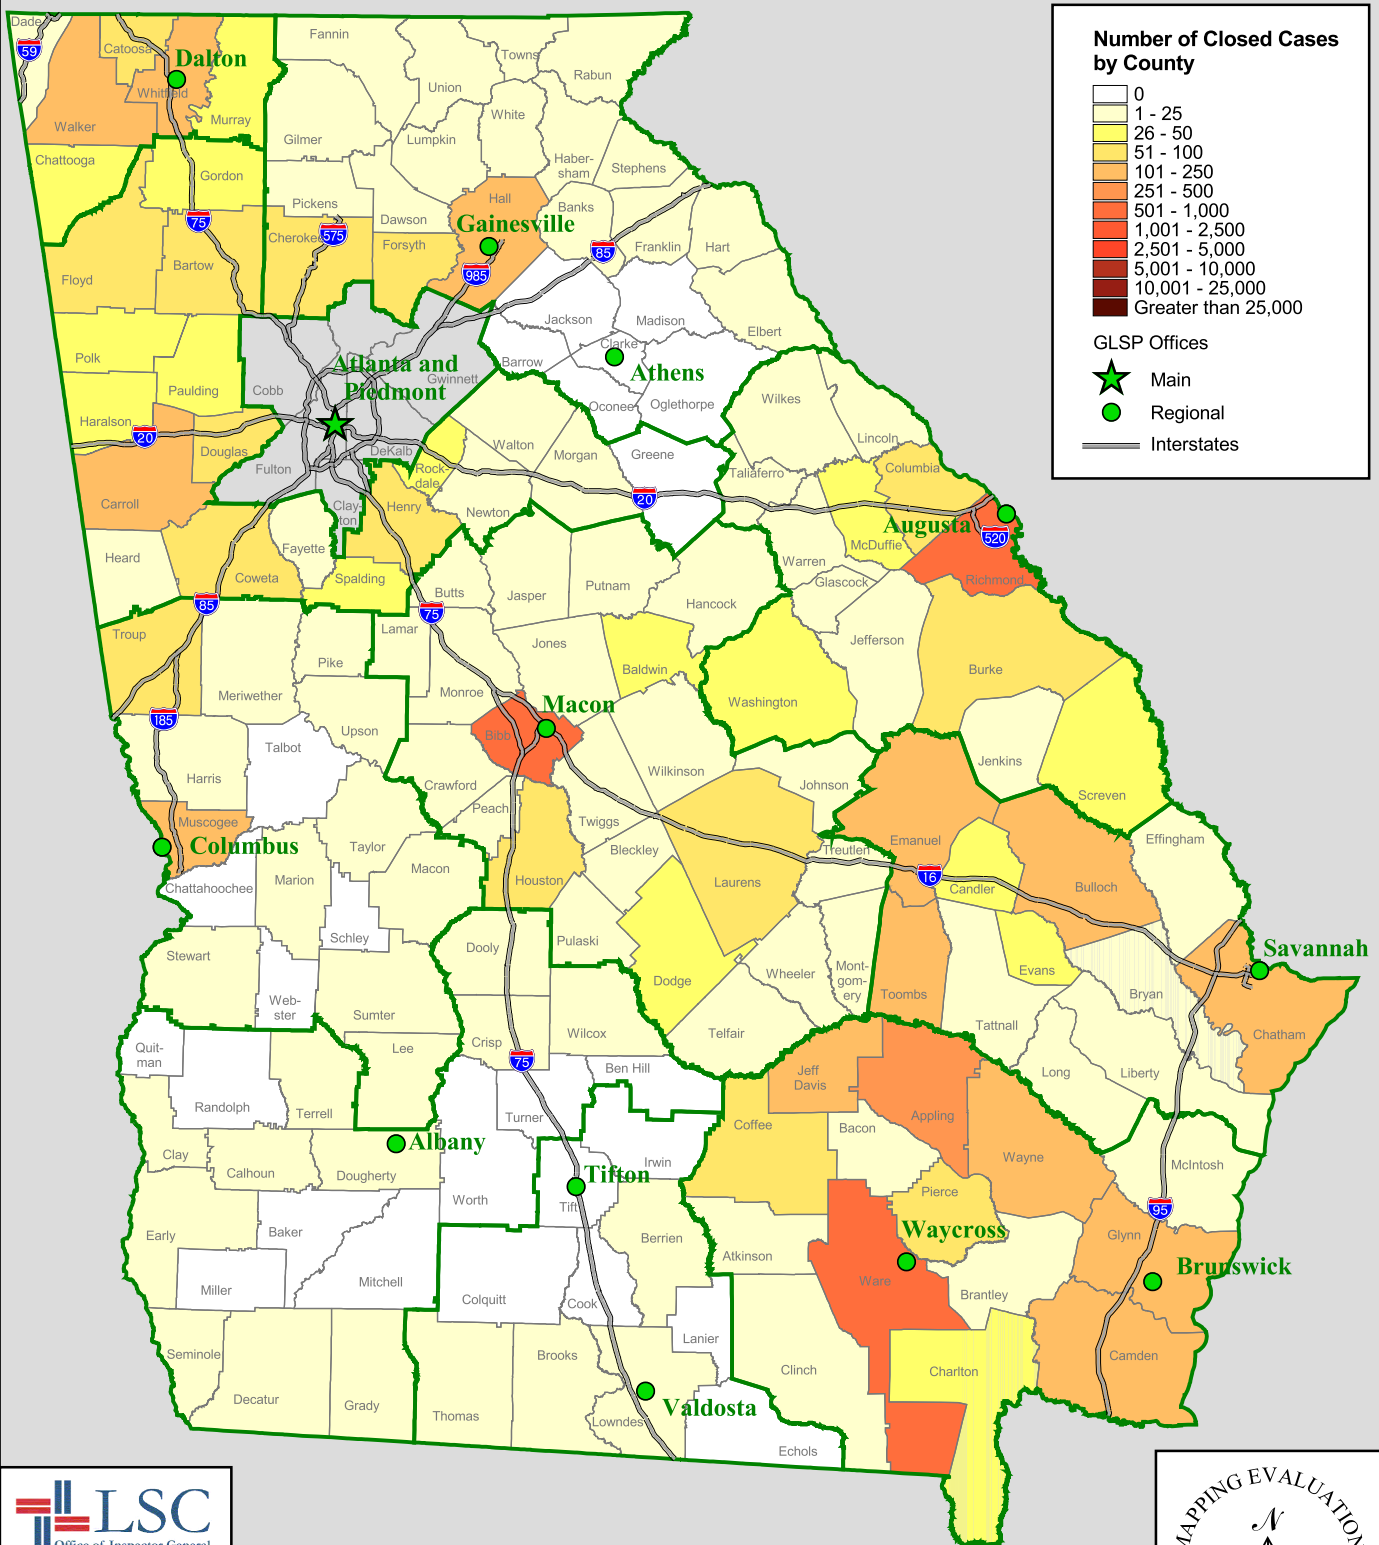 Number of Closed Cases
by County
0
1 - 25
26 - 50
51 - 100
101 - 250
251 - 500
501 - 1,000
1,001 - 2,500
2,501 - 5,000
5,001 - 10,000
10,001 - 25,000
Greater than 25,000
GLSP Offices
Main
Regional
Interstates
Dade
59
Catoosa
Dalton
Whitfield
Walker
Murray
Chattooga
Gordon
75
Fannin
Towns
Union
Rabun
White
Gilmer
Lumpkin
Haber-
sham
Stephens
Pickens
Hall
Banks
Dawson
Gainesville
Cherokee
575
Forsyth
85
Franklin
Hart
Bartow
Floyd
985
Jackson
Madison
Elbert
Clarke
Polk
Barrow
Athens
Atlanta and
Piedmont
Gwinnett
Paulding
Cobb
Oconee
Oglethorpe
Wilkes
Haralson
20
Douglas
Walton
Morgan
Greene
Lincoln
DeKalb
Fulton
Rock-
dale
Taliaferro
Columbia
Carroll
Clay-
ton
Henry
Newton
20
Augusta
520
McDuffie
Heard
Fayette
Warren
Coweta
Spalding
Glascock
Richmond
85
Butts
75
Jasper
Putnam
Hancock
Troup
Lamar
Jones
Jefferson
Pike
Baldwin
Burke
Meriwether
Monroe
Washington
185
Macon
Upson
Bibb
Talbot
Harris
Crawford
Wilkinson
Johnson
Jenkins
Screven
Peach
Muscogee
Twiggs
Columbus
Taylor
Bleckley
Treutlen
Emanuel
Effingham
Macon
16
Chattahoochee
Marion
Houston
Laurens
Candler
Bulloch
Schley
Dooly
Pulaski
Savannah
Stewart
Dodge
Wheeler
Mont-
gom-
ery
Toombs
Evans
Bryan
Web-
ster
Sumter
Wilcox
Telfair
Tattnall
Chatham
Quit-
man
Lee
Crisp
75
Ben Hill
Jeff
Davis
Long
Liberty
Randolph
Terrell
Turner
Coffee
Appling
Bacon
Albany
Clay
Calhoun
Dougherty
Irwin
Wayne
McIntosh
Tifton
Worth
Tift
Pierce
95
Early
Baker
Berrien
Atkinson
Waycross
Glynn
Brunswick
Miller
Mitchell
Colquitt
Cook
Ware
Brantley
Lanier
Seminole
Brooks
Clinch
Charlton
Camden
Decatur
Grady
Thomas
Lowndes
Valdosta
Echols
LSC
Office of Inspector General
MAPPING EVALUATION
N